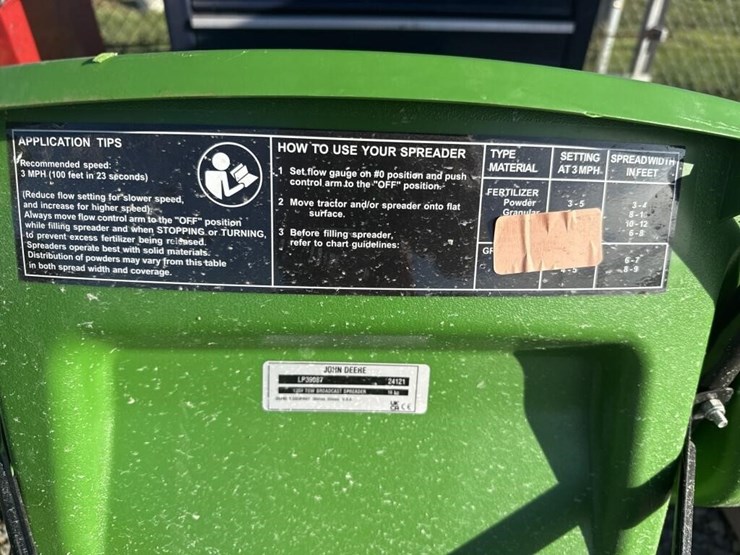 APPLICATION TIPS
Recommended speed:
3 MPH (100 feet in 23 seconds)
(Reduce flow setting for slower speed,
and increase for higher speed).
Always move flow control arm to the "OFF" position
while filling spreader and when STOPPING or TURNING,
to prevent excess fertilizer being released.
Spreaders operate best with solid materials.
Distribution of powders may vary from this table
in both spread width and coverage.
HOW TO USE YOUR SPREADER
1 Set flow gauge on #0 position and push
control arm to the "OFF" position.
2 Move tractor and/or spreader onto flat
surface.
3 Before filling spreader,
refer to chart guidelines:
TYPE MATERIAL
SETTING AT 3 MPH
SPREAD WIDTH IN FEET
FERTILIZER
Powder 3-5 3-4
Granular
10-12
6-8
6-7
4-5 8-9
JOHN DEERE
LP39087 24121
UK CA CE